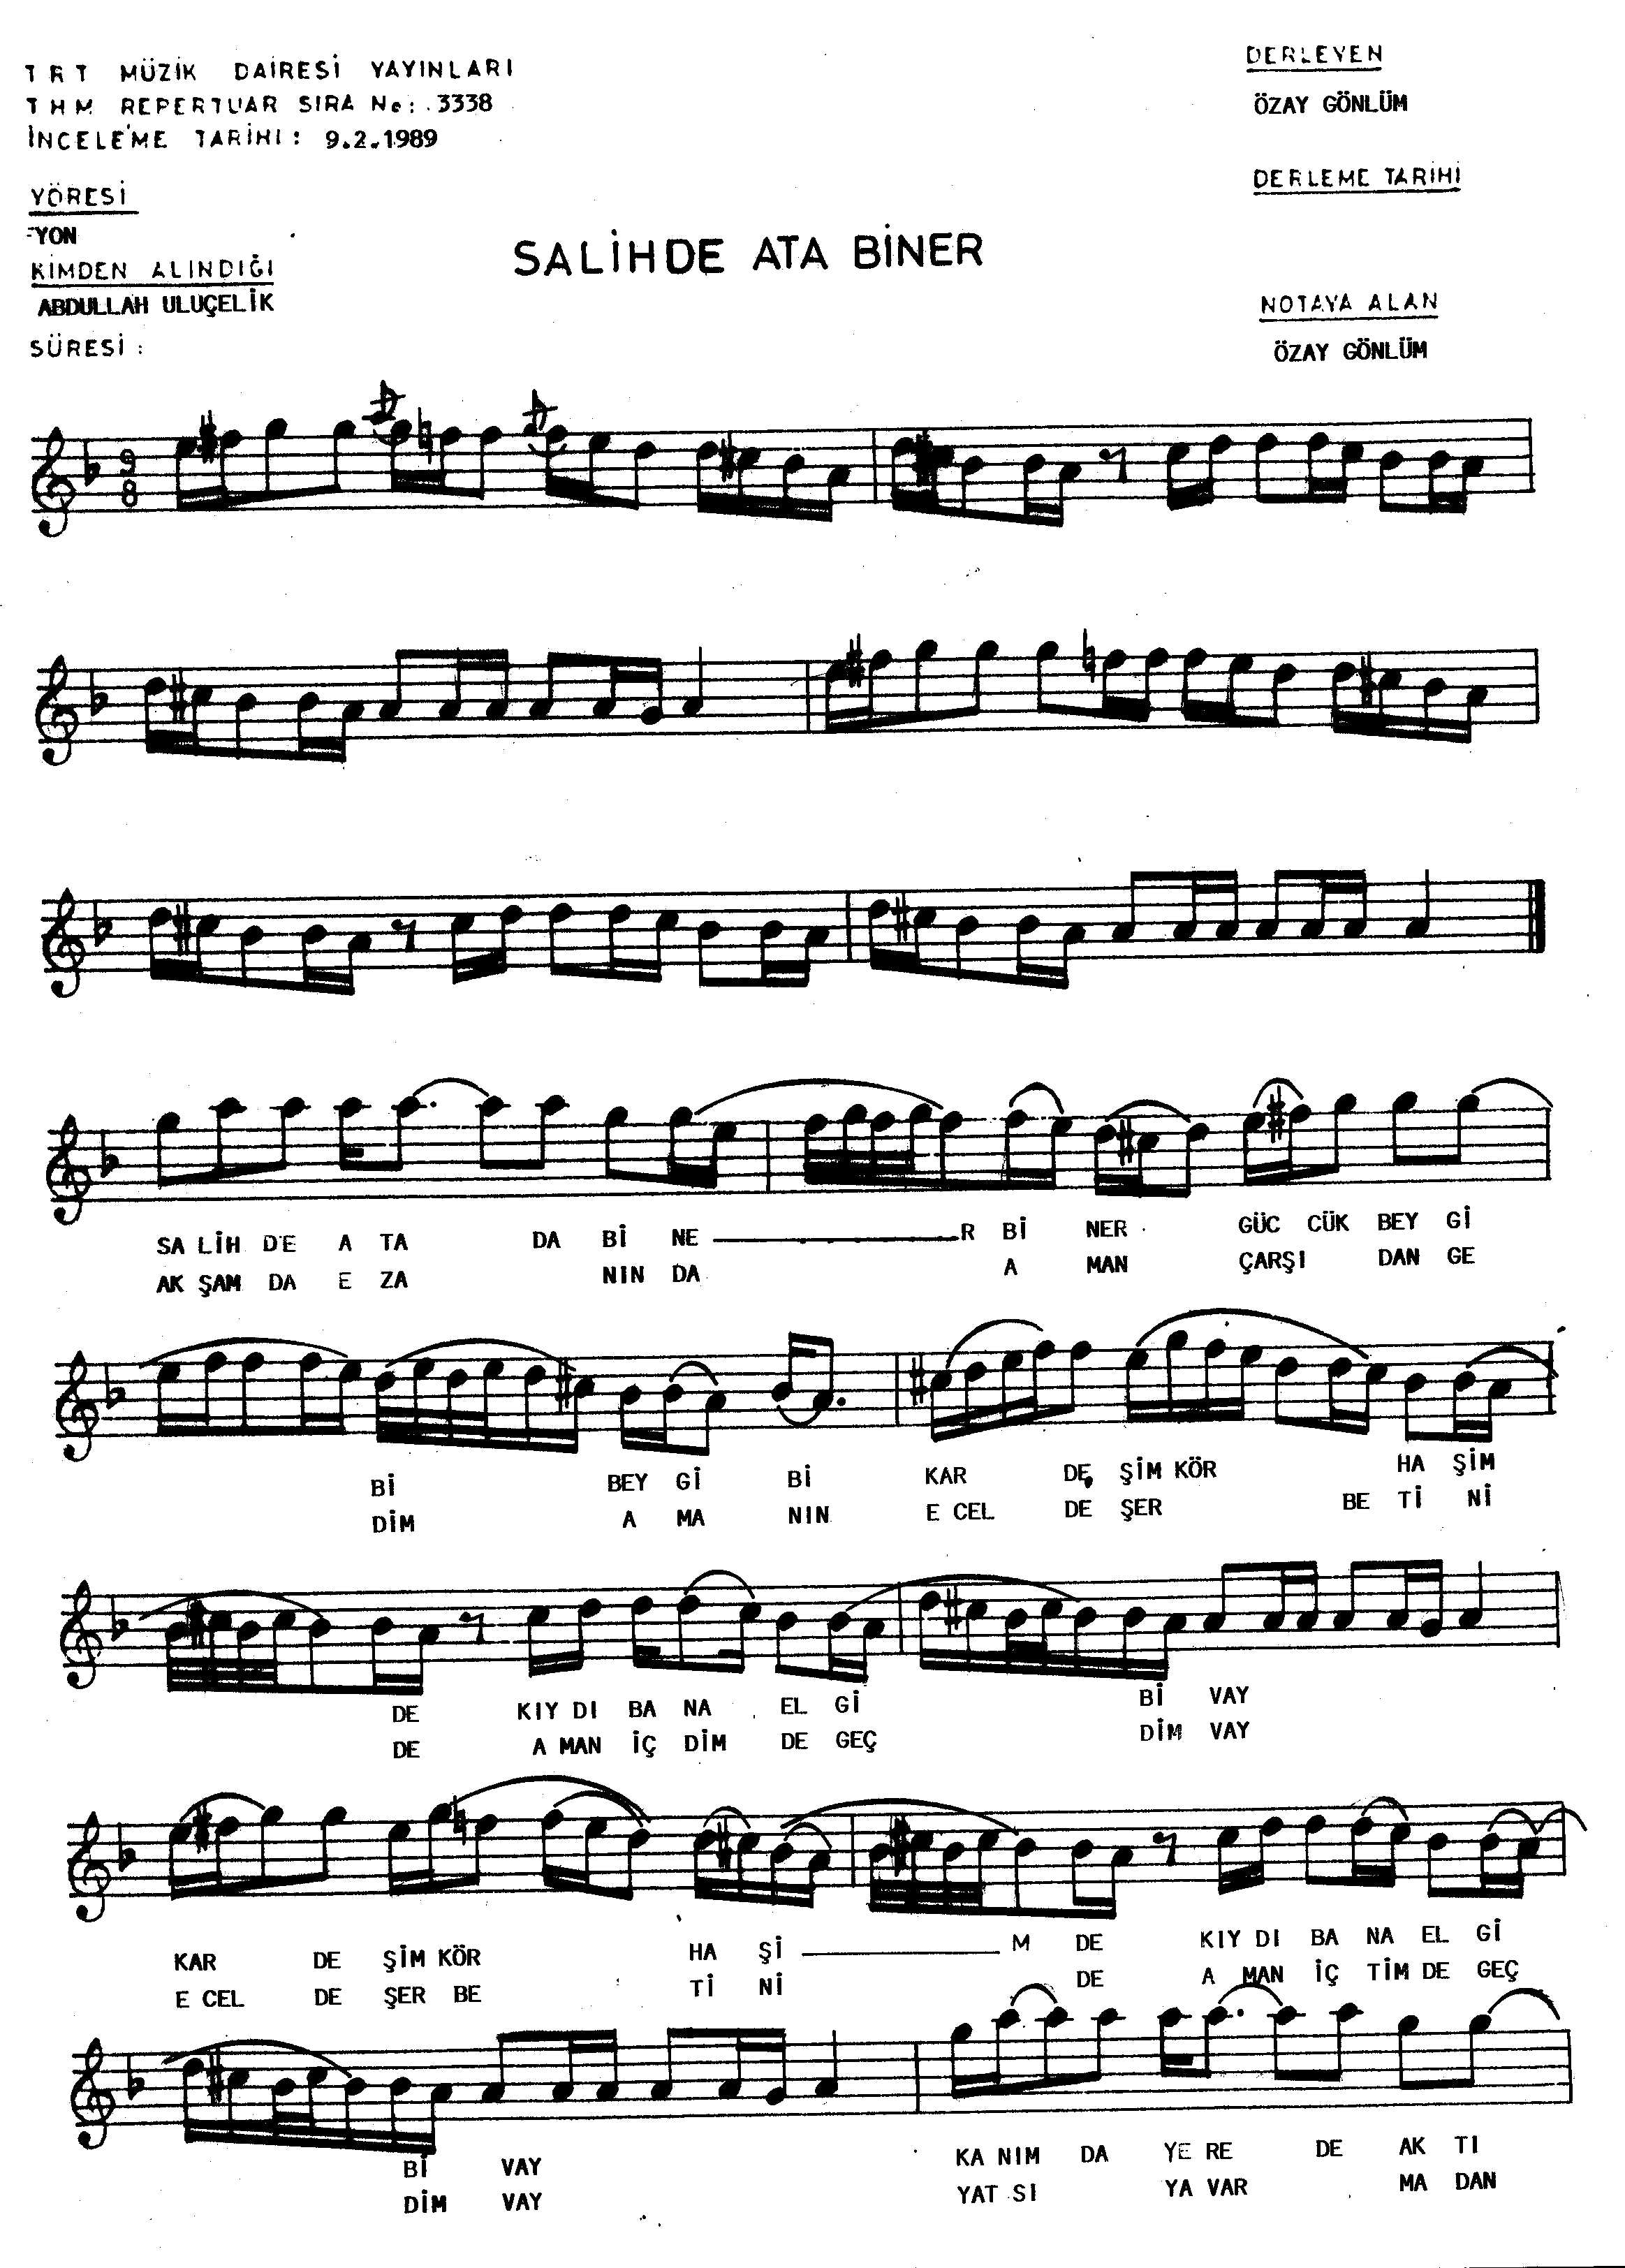 TRT MÜZİK DAİRESİ YAYINLARI
THM REPERTUAR SIRA No: 3338
İNCELEME TARİHİ: 9.2.1989
DERLEYEN
ÖZAY GÖNLÜM
DERLEME TARİHİ
YÖRESİ
YON
KİMDEN ALINDIĞI
ABDULLAH ULUÇELİK
SÜRESİ :
SALİHDE ATA BİNER
NOTAYA ALAN
ÖZAY GÖNLÜM
9
8
SA LİH DE A TA DA Bİ NE R Bİ NER GÜC CÜK BEY Gİ
AK ŞAM DA E ZA NIN DA A MAN ÇARŞI DAN GE
Bİ BEY Gİ Bİ KAR DE ŞİM KÖR HA ŞİM
DİM A MA NIN E CEL DE ŞER BE Tİ Nİ
DE KIY DI BA NA EL Gİ Bİ VAY
DE A MAN İÇ DİM DE GEÇ DİM VAY
KAR DE ŞİM KÖR HA Şİ M DE KIY DI BA NA EL Gİ
E CEL DE ŞER BE Tİ Nİ DE A MAN İÇ TİM DE GEÇ
Bİ VAY KA NIM DA YE RE DE AK TI
DİM VAY YAT SI YA VAR MA DAN